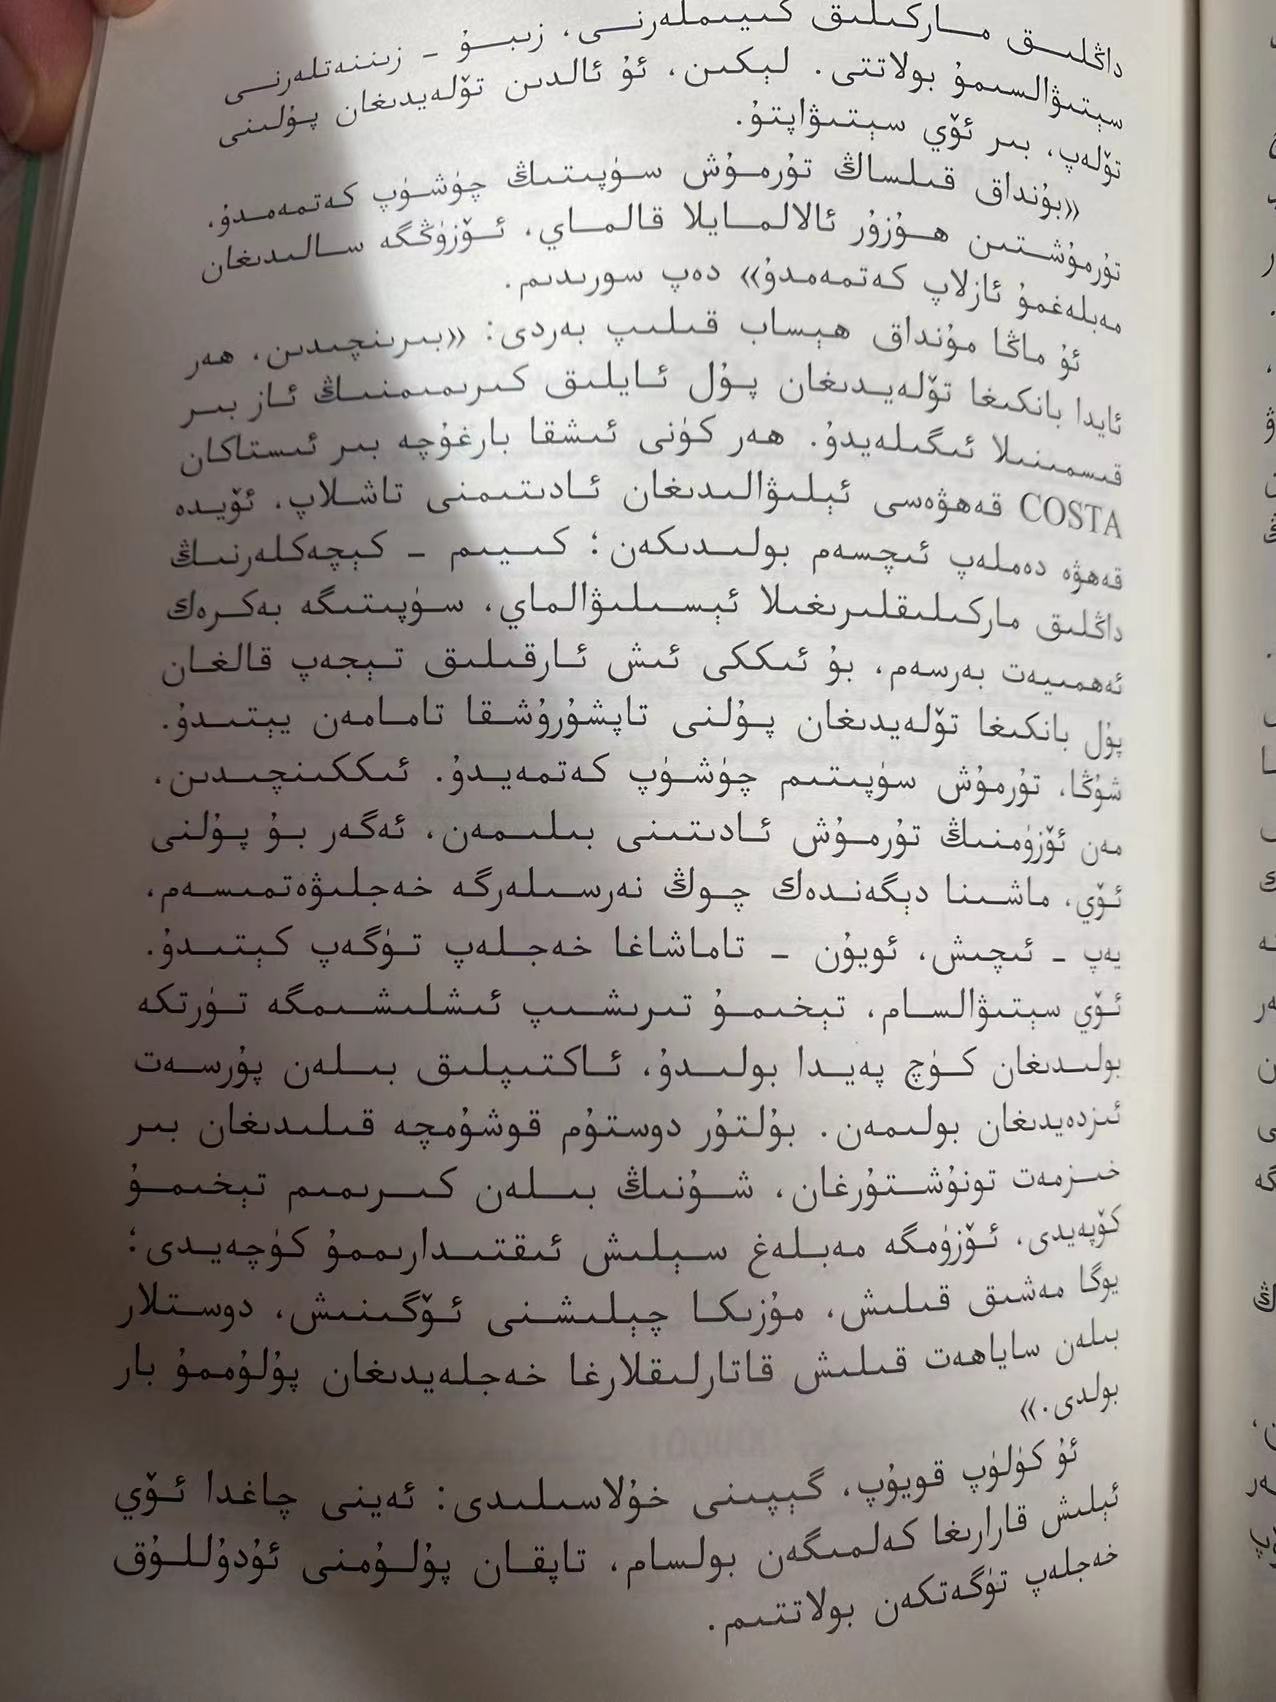 داڭلىق ماركىلىق كىيىملەرنى، زىبۇ - زىننەتلەرنى
سېتىۋالسىمۇ بولاتتى. لېكىن، ئۇ ئالدىن تۆلەيدىغان پۇلىنى
تۆلەپ، بىر ئۆي سېتىۋاپتۇ.
«بۇنداق قىلساڭ تۇرمۇش سۈپىتىڭ چۈشۈپ كەتمەمدۇ،
تۇرمۇشتىن ھۇزۇر ئالالمايلا قالماي، ئۆزۈڭگە سالىدىغان
مەبلەغمۇ ئازلاپ كەتمەمدۇ» دەپ سورىدىم.
ئۇ ماڭا مۇنداق ھېساب قىلىپ بەردى: «بىرىنچىدىن، ھەر
ئايدا بانكىغا تۆلەيدىغان پۇل ئايلىق كىرىمىمنىڭ ئاز بىر
قىسمىنىلا ئىگىلەيدۇ. ھەر كۈنى ئىشقا بارغۇچە بىر ئىستاكان
COSTA قەھۋەسى ئېلىۋالىدىغان ئادىتىمنى تاشلاپ، ئۆيدە
قەھۋە دەملەپ ئىچسەم بولىدىكەن؛ كىيىم - كېچەكلەرنىڭ
داڭلىق ماركىلىقلىرىغىلا ئېسىلىۋالماي، سۈپىتىگە بەكرەك
ئەھمىيەت بەرسەم، بۇ ئىككى ئىش ئارقىلىق تېجەپ قالغان
پۇل بانكىغا تۆلەيدىغان پۇلنى تاپشۇرۇشقا تامامەن يېتىدۇ.
شۇڭا، تۇرمۇش سۈپىتىم چۈشۈپ كەتمەيدۇ. ئىككىنچىدىن،
مەن ئۆزۈمنىڭ تۇرمۇش ئادىتىنى بىلىمەن، ئەگەر بۇ پۇلنى
ئۆي، ماشىنا دېگەندەك چوڭ نەرسىلەرگە خەجلىۋەتمىسەم،
يەپ - ئىچىش، ئويۇن - تاماشاغا خەجلەپ تۈگەپ كېتىدۇ.
ئۆي سېتىۋالسام، تېخىمۇ تىرىشىپ ئىشلىشىمگە تۈرتكە
بولىدىغان كۈچ پەيدا بولىدۇ، ئاكتىپلىق بىلەن پۇرسەت
ئىزدەيدىغان بولىمەن. بۇلتۇر دوستۇم قوشۇمچە قىلىدىغان بىر
خىزمەت تونۇشتۇرغان، شۇنىڭ بىلەن كىرىمىم تېخىمۇ
كۆپەيدى، ئۆزۈمگە مەبلەغ سېلىش ئىقتىدارىممۇ كۈچەيدى؛
يوگا مەشىق قىلىش، مۇزىكا چېلىشنى ئۆگىنىش، دوستلار
بىلەن ساياھەت قىلىش قاتارلىقلارغا خەجلەيدىغان پۇلۇممۇ بار
بولدى.»
ئۇ كۈلۈپ قويۇپ، گېپىنى خۇلاسىلىدى: ئەينى چاغدا ئۆي
ئېلىش قارارىغا كەلمىگەن بولسام، تاپقان پۇلۇمنى ئۇدۇللۇق
خەجلەپ تۈگەتكەن بولاتتىم.